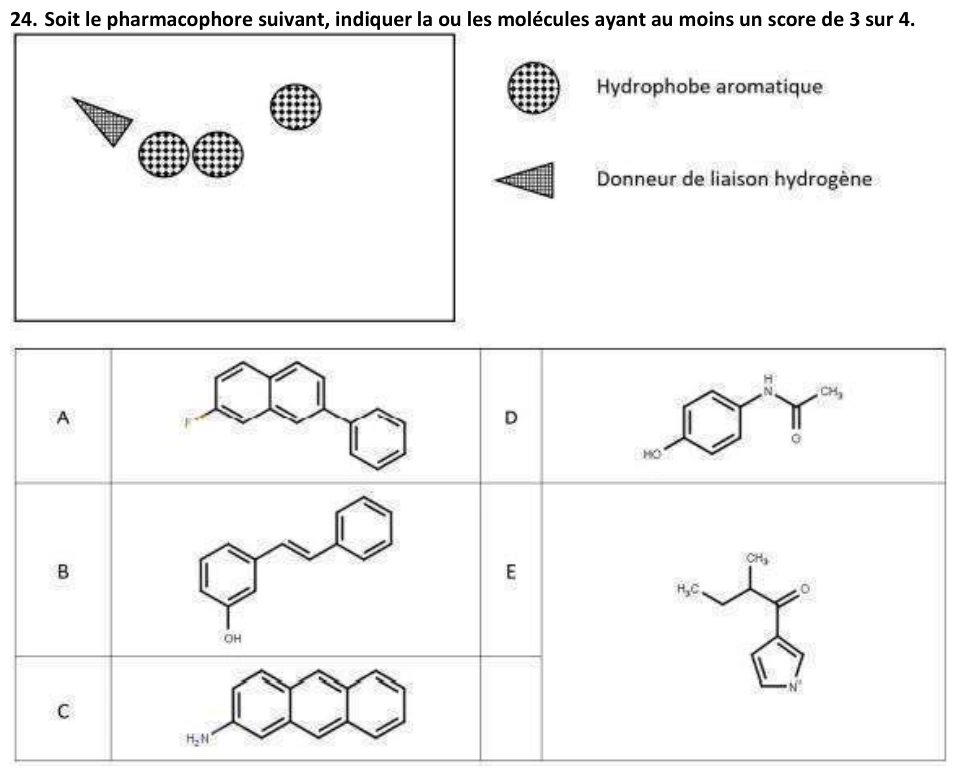 24. Soit le pharmacophore suivant, indiquer la ou les molécules ayant au moins un score de 3 sur 4.
Hydrophobe aromatique
Donneur de liaison hydrogène
A
F
D
HO
H
N
O
CH₃
B
OH
E
H₃C
CH₃
O
C
H₂N